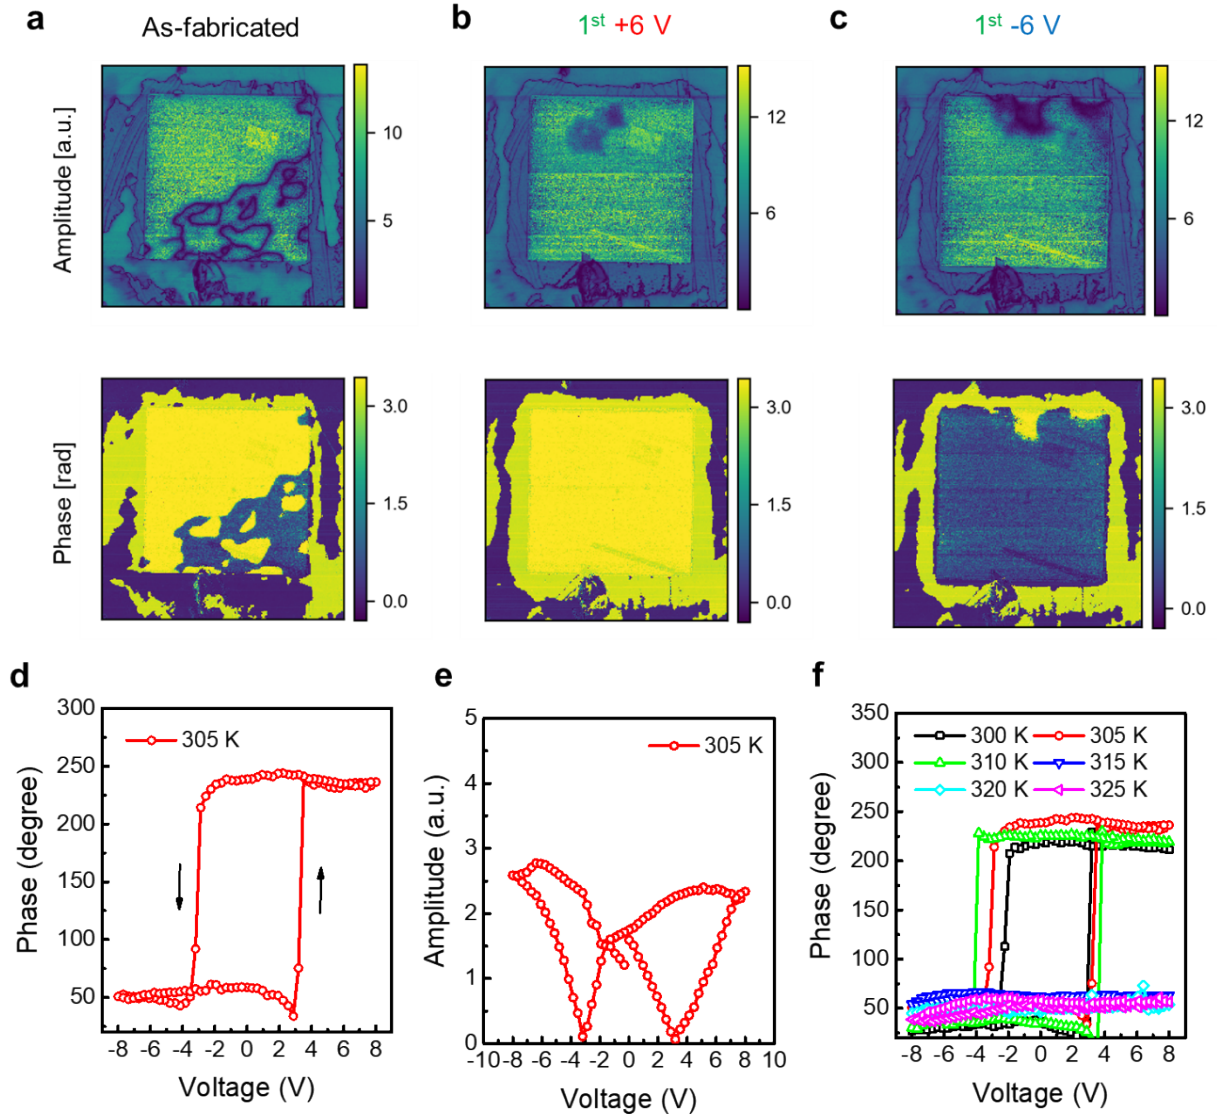 a
As-fabricated
b
1st +6 V
c
1st -6 V
Amplitude [a.u.]
10
5
12
6
12
6
Phase [rad]
3.0
1.5
0.0
3.0
1.5
0.0
3.0
1.5
0.0
d
300
250
200
150
100
50
305 K
-8 -6 -4 -2 0 2 4 6 8
Phase (degree)
Voltage (V)
e
5
4
3
2
1
0
305 K
-10 -8 -6 -4 -2 0 2 4 6 8 10
Amplitude (a.u.)
Voltage (V)
f
350
300
250
200
150
100
50
300 K 305 K
310 K 315 K
320 K 325 K
-8 -6 -4 -2 0 2 4 6 8
Phase (degree)
Voltage (V)